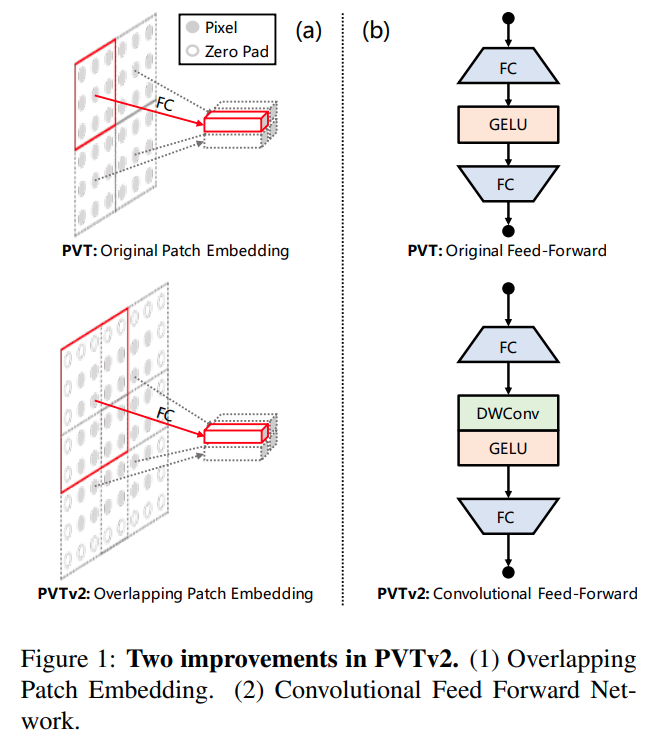 Pixel
Zero Pad
(a)
FC
PVT: Original Patch Embedding
FC
PVTv2: Overlapping Patch Embedding
(b)
FC
GELU
FC
PVT: Original Feed-Forward
FC
DWConv
GELU
FC
PVTv2: Convolutional Feed-Forward
Figure 1: Two improvements in PVTv2. (1) Overlapping
Patch Embedding. (2) Convolutional Feed Forward Net-
work.